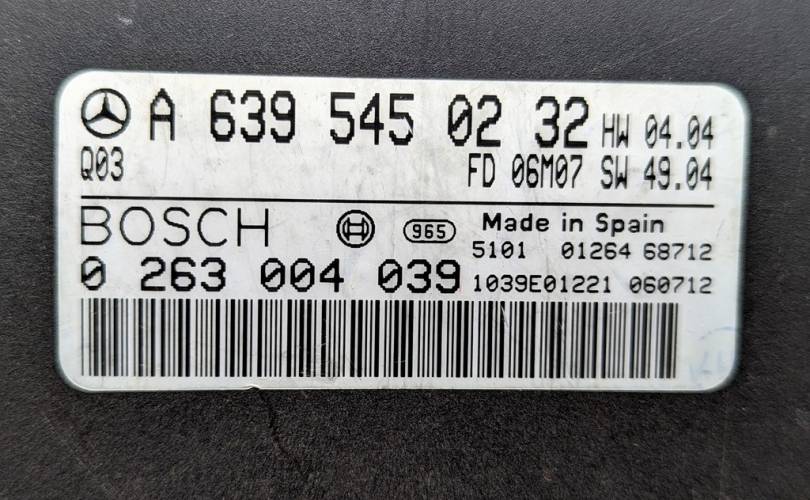 A 639 545 02 32 HW 04.04
Q03 FD 06M07 SW 49.04
BOSCH 965 Made in Spain
5101 01264 68712
0 263 004 039 1039E01221 060712